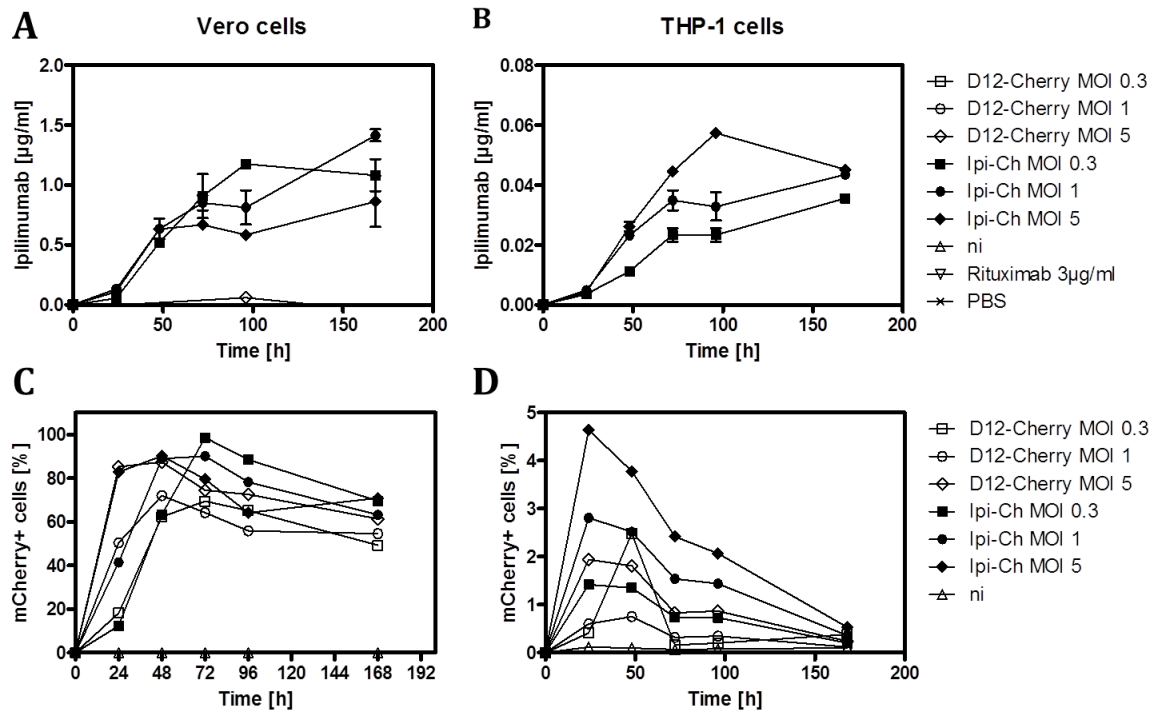 A
Vero cells
Ipilimumab [µg/ml]
2.0
1.5
1.0
0.5
0.0
0 50 100 150 200
Time [h]
B
THP-1 cells
Ipilimumab [µg/ml]
0.08
0.06
0.04
0.02
0.00
0 50 100 150 200
Time [h]
D12-Cherry MOI 0.3
D12-Cherry MOI 1
D12-Cherry MOI 5
Ipi-Ch MOI 0.3
Ipi-Ch MOI 1
Ipi-Ch MOI 5
ni
Rituximab 3µg/ml
PBS
C
mCherry+ cells [%]
100
80
60
40
20
0
0 24 48 72 96 120 144 168 192
Time [h]
D
mCherry+ cells [%]
5
4
3
2
1
0
0 50 100 150 200
Time [h]
D12-Cherry MOI 0.3
D12-Cherry MOI 1
D12-Cherry MOI 5
Ipi-Ch MOI 0.3
Ipi-Ch MOI 1
Ipi-Ch MOI 5
ni